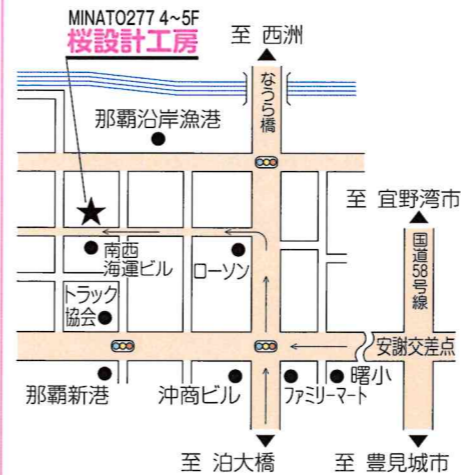 MINATO277 4~5F
桜設計工房
至 西洲
なうら橋
那覇沿岸漁港
至 宜野湾市
国道58号線
南西
海運ビル
ローソン
トラック
協会
安謝交差点
那覇新港
沖商ビル
ファミリーマート
曙小
至 泊大橋
至 豊見城市